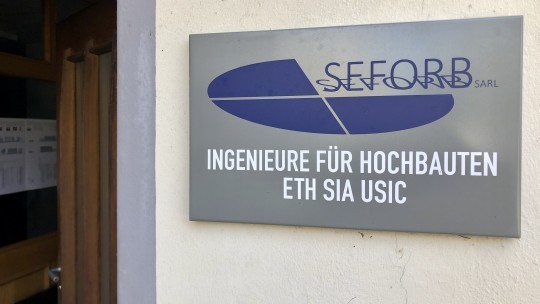 SEFORB SARL
INGENIEURE FÜR HOCHBAUTEN
ETH SIA USIC